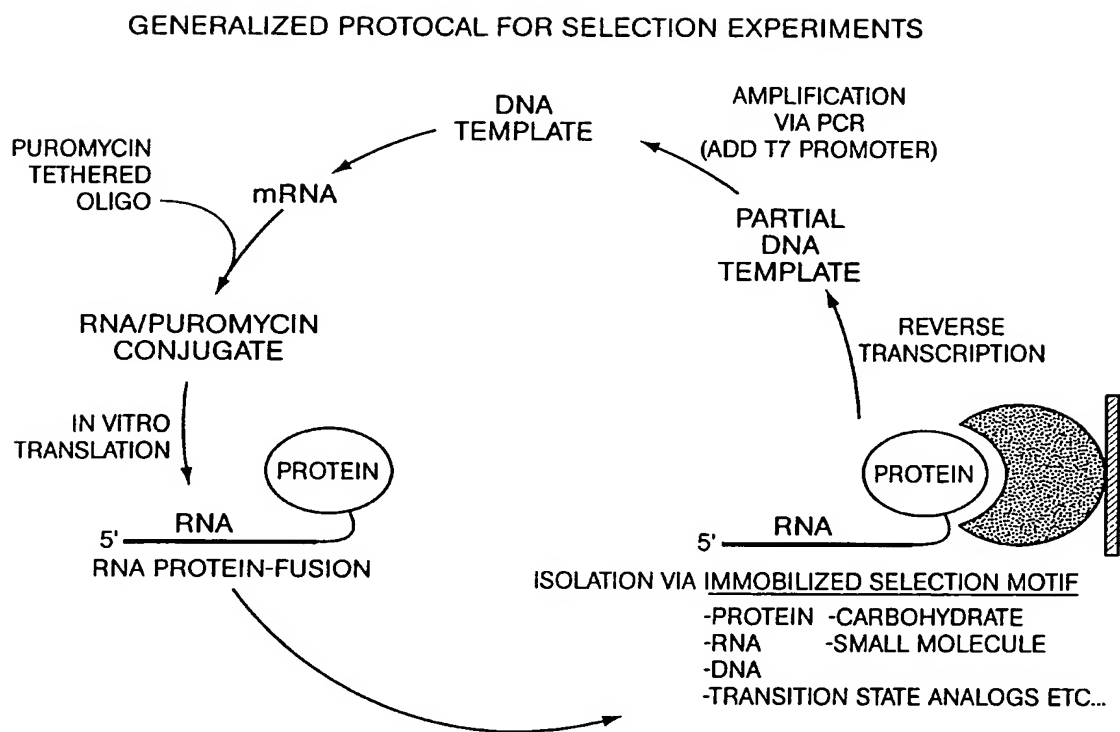 GENERALIZED PROTOCAL FOR SELECTION EXPERIMENTS
DNA
TEMPLATE
AMPLIFICATION
VIA PCR
(ADD T7 PROMOTER)
PUROMYCIN
TETHERED
OLIGO
mRNA
PARTIAL
DNA
TEMPLATE
RNA/PUROMYCIN
CONJUGATE
REVERSE
TRANSCRIPTION
IN VITRO
TRANSLATION
PROTEIN
RNA
5'
RNA PROTEIN-FUSION
PROTEIN
RNA
5'
ISOLATION VIA IMMOBILIZED SELECTION MOTIF
-PROTEIN -CARBOHYDRATE
-RNA -SMALL MOLECULE
-DNA
-TRANSITION STATE ANALOGS ETC...